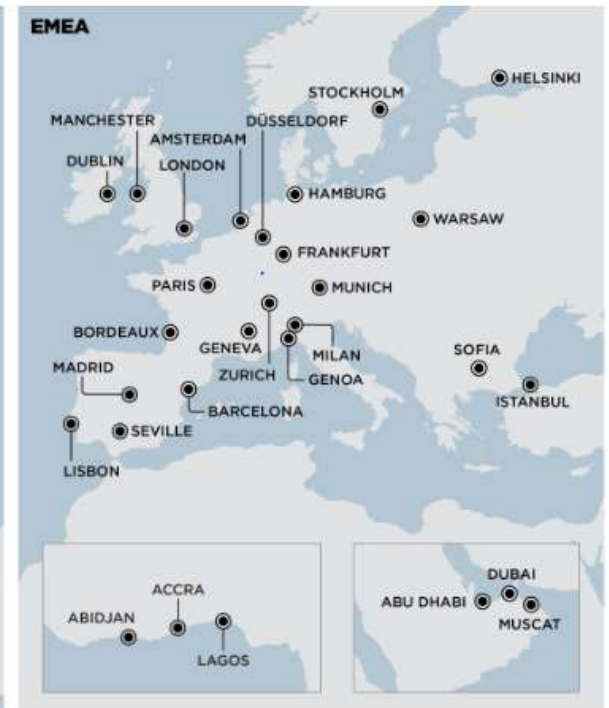 EMEA
HELSINKI
STOCKHOLM
MANCHESTER
DÜSSELDORF
AMSTERDAM
DUBLIN
LONDON
HAMBURG
WARSAW
FRANKFURT
PARIS
MUNICH
BORDEAUX
GENEVA
MILAN
SOFIA
MADRID
ZURICH
GENOA
ISTANBUL
BARCELONA
SEVILLE
LISBON
ACCRA
ABIDJAN
LAGOS
DUBAI
ABU DHABI
MUSCAT